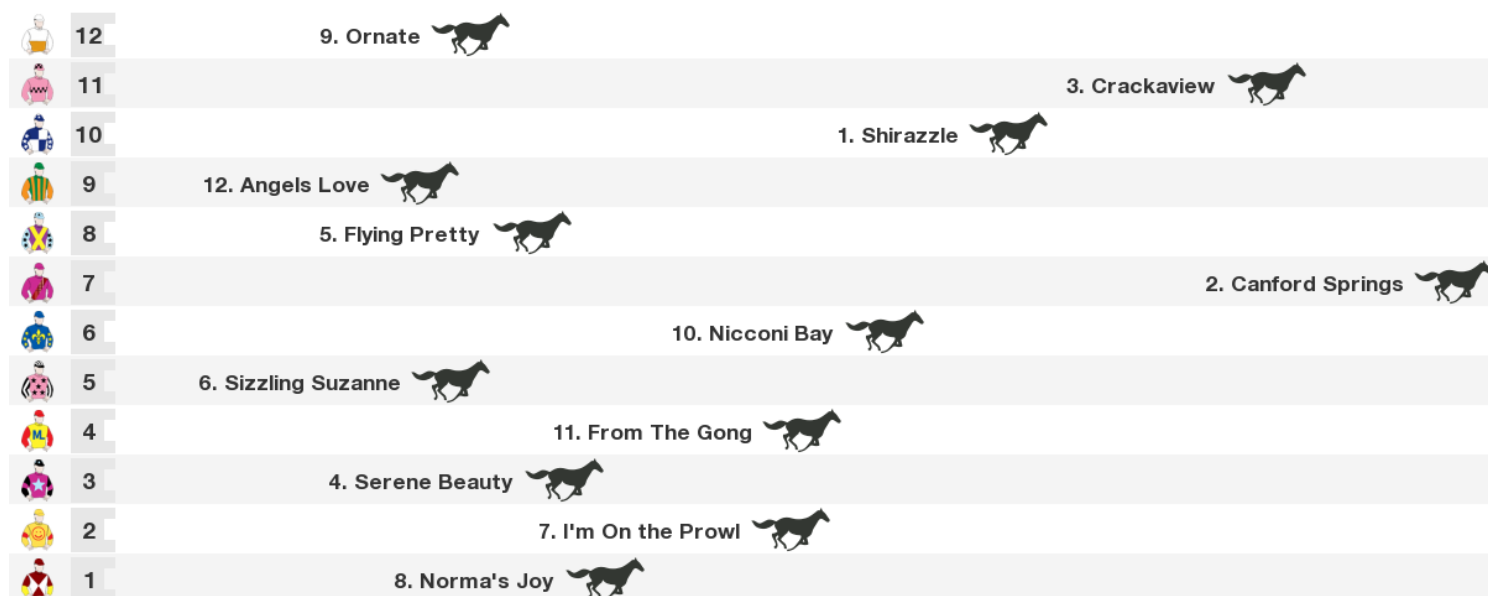 12 9. Ornate
11 3. Crackaview
10 1. Shirazzle
9 12. Angels Love
8 5. Flying Pretty
7 2. Canford Springs
6 10. Nicconi Bay
5 6. Sizzling Suzanne
ML 4 11. From The Gong
3 4. Serene Beauty
2 7. I'm On the Prowl
1 8. Norma's Joy